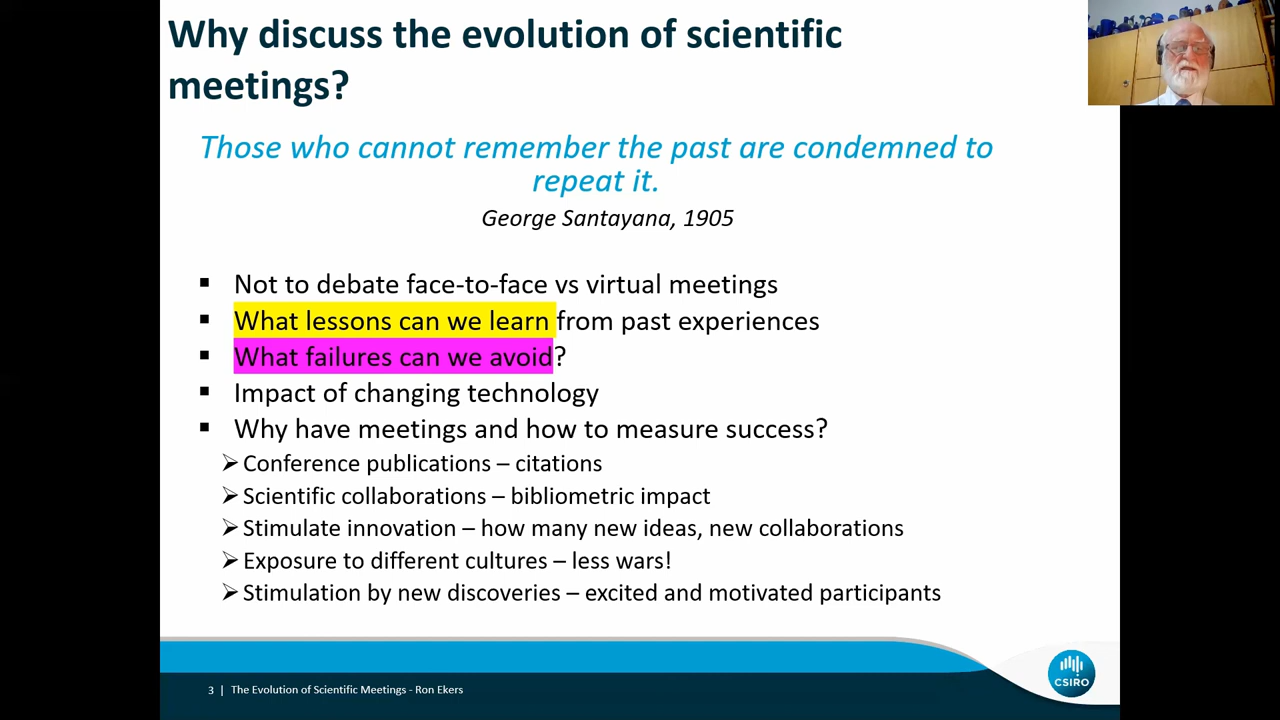 Why discuss the evolution of scientific
meetings?
Those who cannot remember the past are condemned to
repeat it.
George Santayana, 1905
▪ Not to debate face-to-face vs virtual meetings
▪ What lessons can we learn from past experiences
▪ What failures can we avoid?
▪ Impact of changing technology
▪ Why have meetings and how to measure success?
➢ Conference publications – citations
➢ Scientific collaborations – bibliometric impact
➢ Stimulate innovation – how many new ideas, new collaborations
➢ Exposure to different cultures – less wars!
➢ Stimulation by new discoveries – excited and motivated participants
CSIRO
3 | The Evolution of Scientific Meetings - Ron Ekers